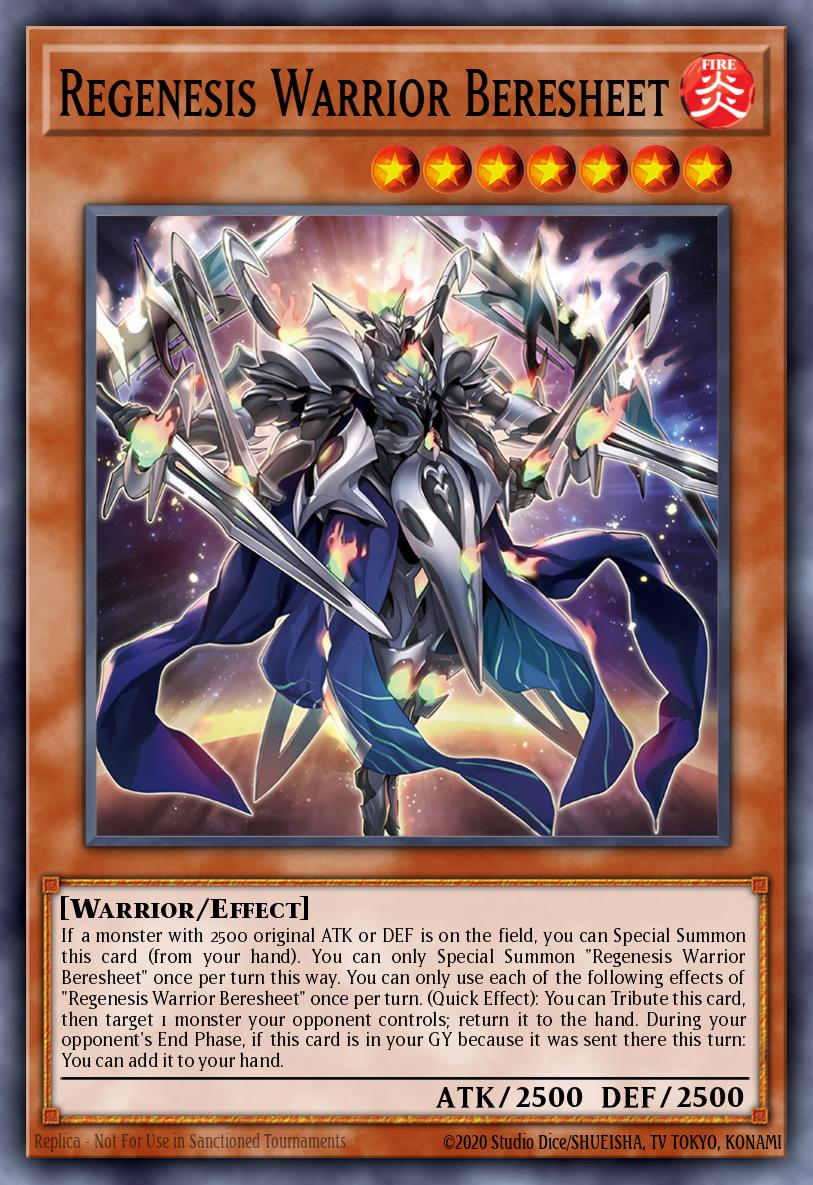 Regenesis Warrior Beresheet
FIRE
炎
[Warrior/Effect]
If a monster with 2500 original ATK or DEF is on the field, you can Special Summon
this card (from your hand). You can only Special Summon "Regenesis Warrior
Beresheet" once per turn this way. You can only use each of the following effects of
"Regenesis Warrior Beresheet" once per turn. (Quick Effect): You can Tribute this card,
then target 1 monster your opponent controls; return it to the hand. During your
opponent's End Phase, if this card is in your GY because it was sent there this turn:
You can add it to your hand.
ATK/2500 DEF/2500
Replica - Not For Use in Sanctioned Tournaments.
©2020 Studio Dice/SHUEISHA, TV TOKYO, KONAMI